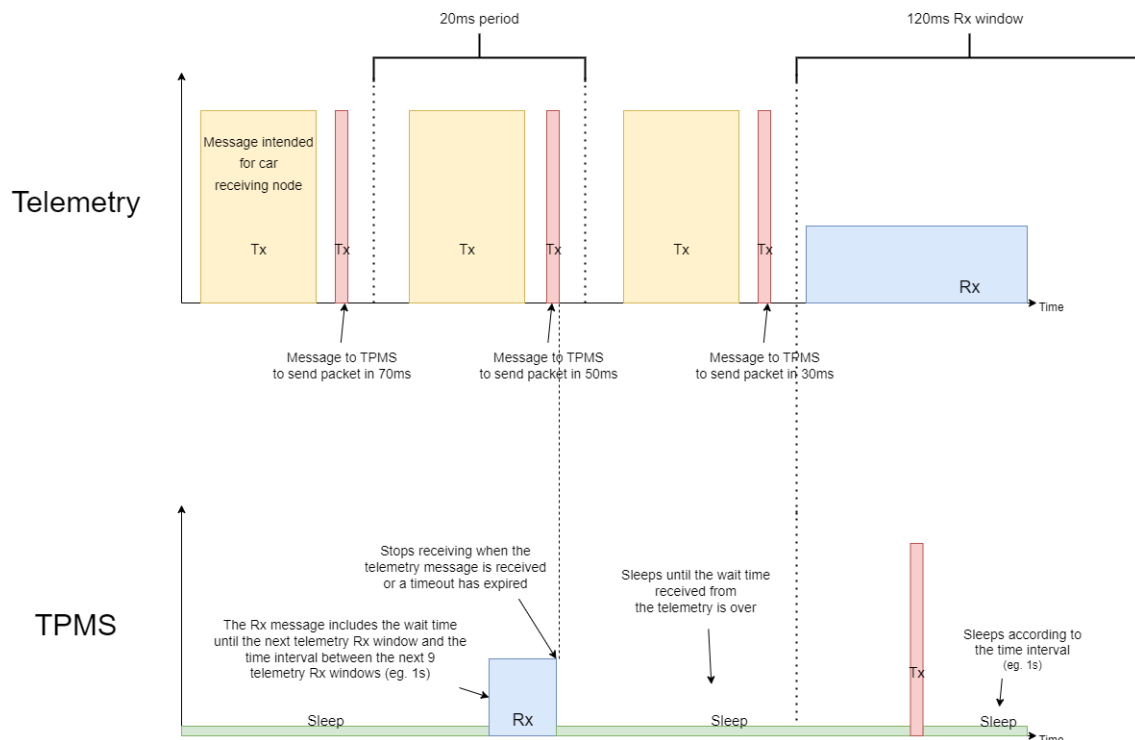 20ms period
120ms Rx window
Telemetry
Message intended
for car
receiving node
Tx
Tx
Tx
Tx
Tx
Tx
Rx
Time
Message to TPMS
to send packet in 70ms
Message to TPMS
to send packet in 50ms
Message to TPMS
to send packet in 30ms
TPMS
Stops receiving when the
telemetry message is received
or a timeout has expired
The Rx message includes the wait time
until the next telemetry Rx window and the
time interval between the next 9
telemetry Rx windows (eg. 1s)
Sleeps until the wait time
received from
the telemetry is over
Sleeps according to
the time interval
(eg. 1s)
Sleep
Rx
Sleep
Tx
Sleep
Time